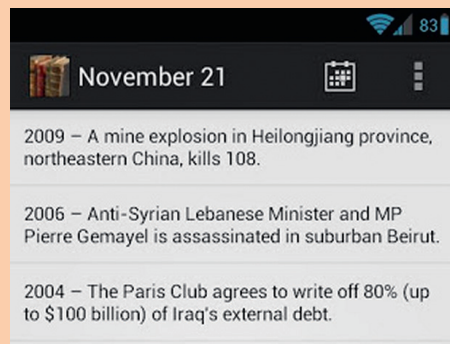 83
November 21
2009 – A mine explosion in Heilongjiang province,
northeastern China, kills 108.
2006 – Anti-Syrian Lebanese Minister and MP
Pierre Gemayel is assassinated in suburban Beirut.
2004 – The Paris Club agrees to write off 80% (up
to $100 billion) of Iraq's external debt.